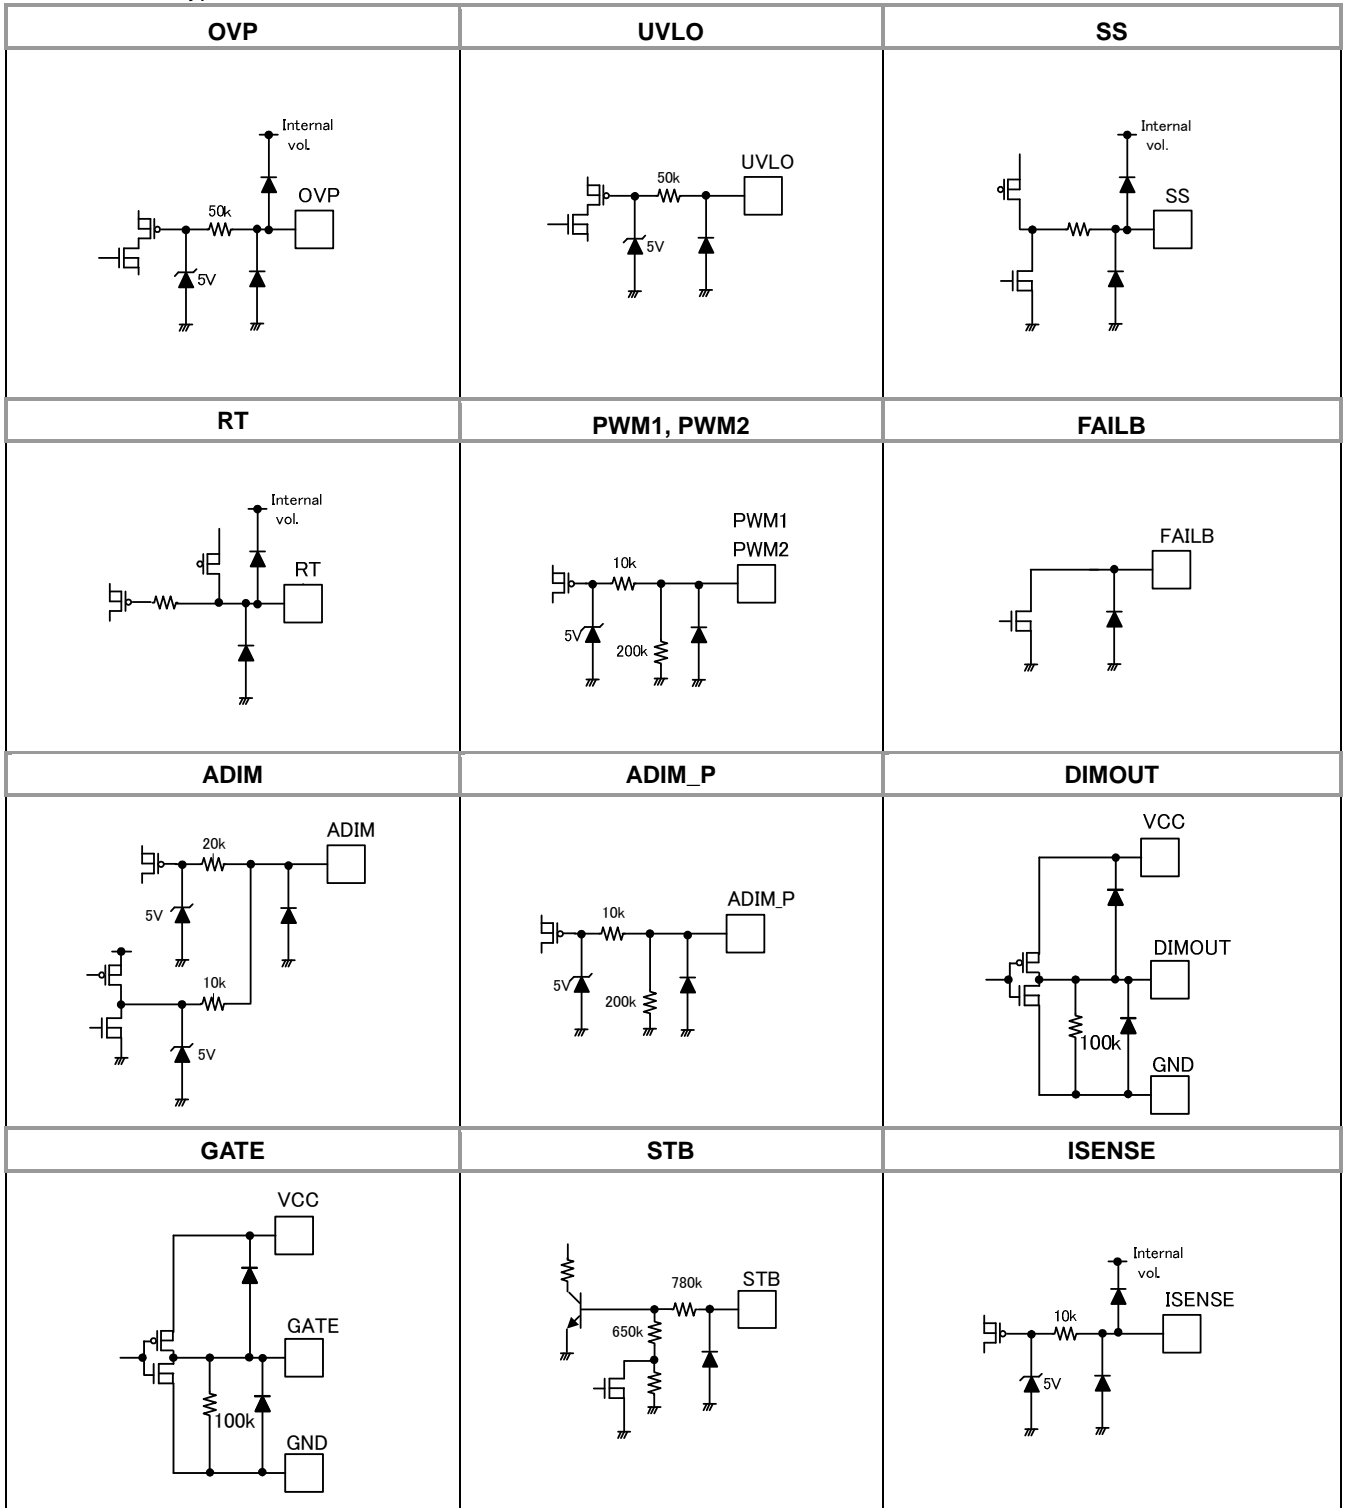 OVP
UVLO
SS
Internal
vol.
OVP
50k
5V
UVLO
50k
5V
Internal
vol.
SS
RT
PWM1, PWM2
FAILB
Internal
vol.
RT
PWM1
PWM2
10k
5V
200k
FAILB
ADIM
ADIM_P
DIMOUT
ADIM
20k
5V
10k
5V
ADIM_P
10k
5V
200k
VCC
DIMOUT
100k
GND
GATE
STB
ISENSE
VCC
GATE
100k
GND
STB
780k
650k
Internal
vol.
ISENSE
10k
5V